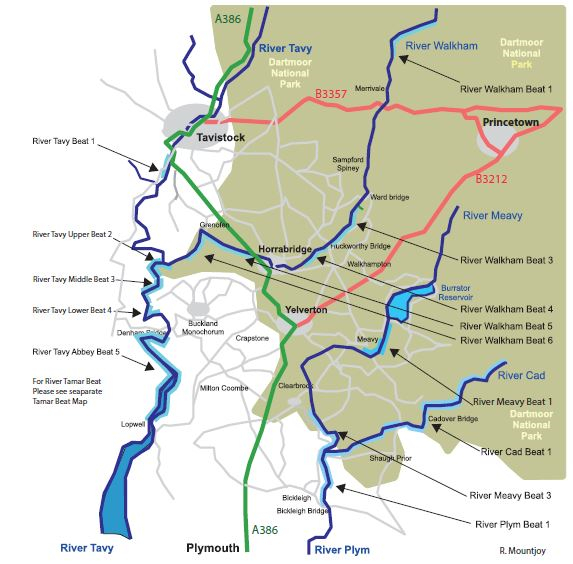 A386
River Tavy
River Walkham
Dartmoor
National
Park
Dartmoor
National
Park
Merrivale
River Walkham Beat 1
B3357
Princetown
Tavistock
River Tavy Beat 1
Sampford
Spiney
B3212
Ward bridge
River Meavy
Grenofen
River Tavy Upper Beat 2
Horrabridge
Huckworthy Bridge
River Walkham Beat 3
Walkhampton
River Tavy Middle Beat 3
Burrator
Reservoir
River Tavy Lower Beat 4
Yelverton
River Walkham Beat 4
Buckland
Monochorum
River Walkham Beat 5
Denham Bridge
Crapstone
Meavy
River Walkham Beat 6
River Tavy Abbey Beat 5
River Cad
For River Tamar Beat
Please see seaparate
Tamar Beat Map
Milton Coombe
Clearbrook
River Meavy Beat 1
Dartmoor
National
Park
Lopwell
Cadover Bridge
River Cad Beat 1
Shaugh Prior
Bickleigh
River Meavy Beat 3
Bickleigh Bridge
A386
River Plym Beat 1
River Tavy
Plymouth
River Plym
R. Mountjoy